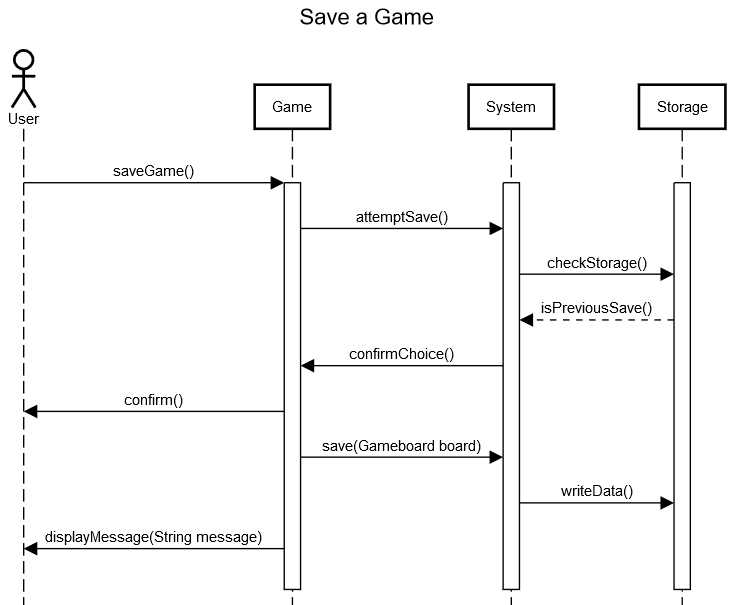 Save a Game
User
Game
System
Storage
saveGame()
attemptSave()
checkStorage()
isPreviousSave()
confirmChoice()
confirm()
save(Gameboard board)
writeData()
displayMessage(String message)